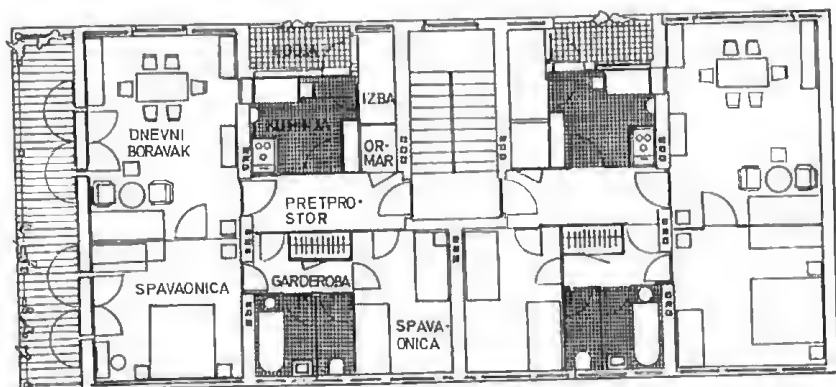 LOĐA
IZBA
KUHINJA
DNEVNI
BORAVAK
OR-
MAR
PRETPRO-
STOR
GARDEROBA
SPAVAONICA
SPAVA-
ONICA